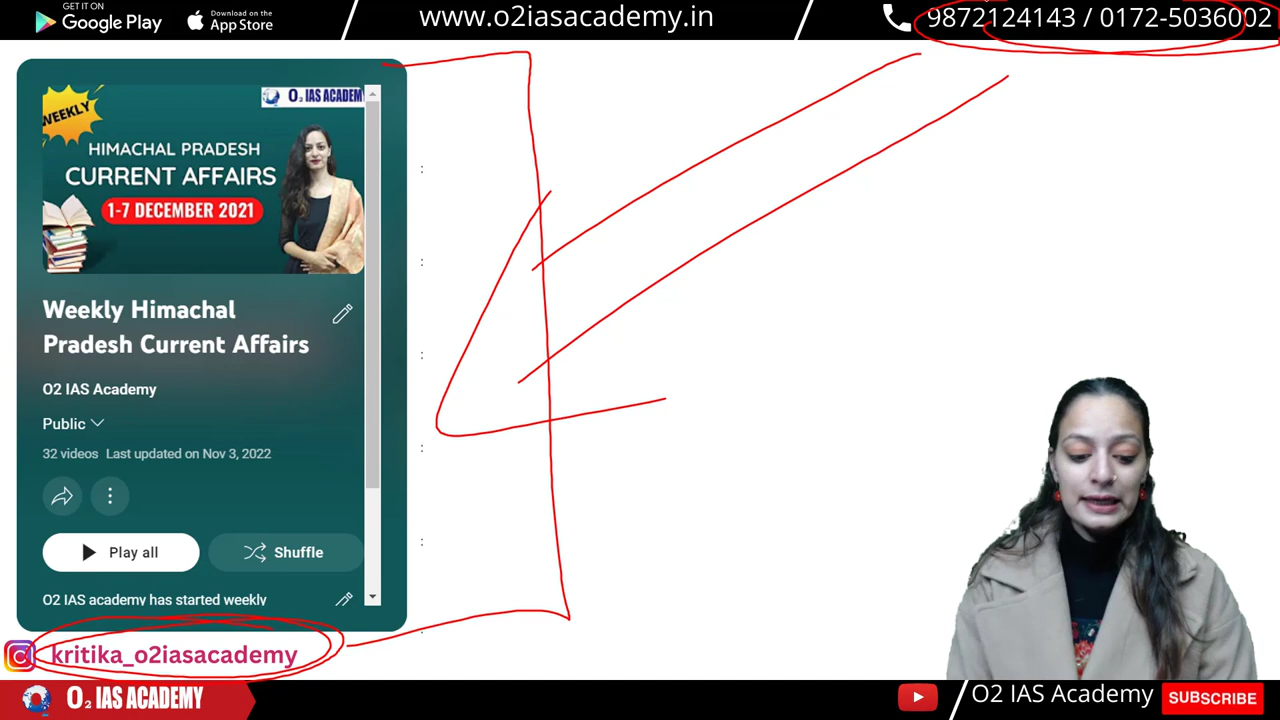 GET IT ON
Google Play
Download on the
App Store
www.o2iasacademy.in
9872124143 / 0172-5036002
WEEKLY
O2 IAS ACADEMY
HIMACHAL PRADESH
CURRENT AFFAIRS
1-7 DECEMBER 2021
Weekly Himachal
Pradesh Current Affairs
O2 IAS Academy
Public
32 videos Last updated on Nov 3, 2022
Play all
Shuffle
O2 IAS academy has started weekly
kritika_o2iasacademy
O2 IAS ACADEMY
O2 IAS Academy
SUBSCRIBE